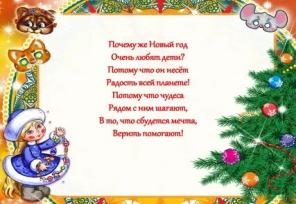 Почему же Новый год
Очень любят дети?
Потому что он несёт
Радость всей планете!
Потому что чудеса
Рядом с ним шагают,
В то, что сбудется мечта,
Верить помогают!